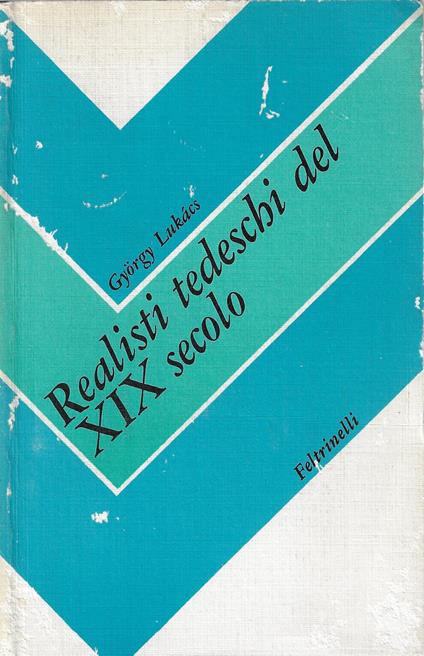 György Lukács
Realisti tedeschi del
XIX secolo
Feltrinelli